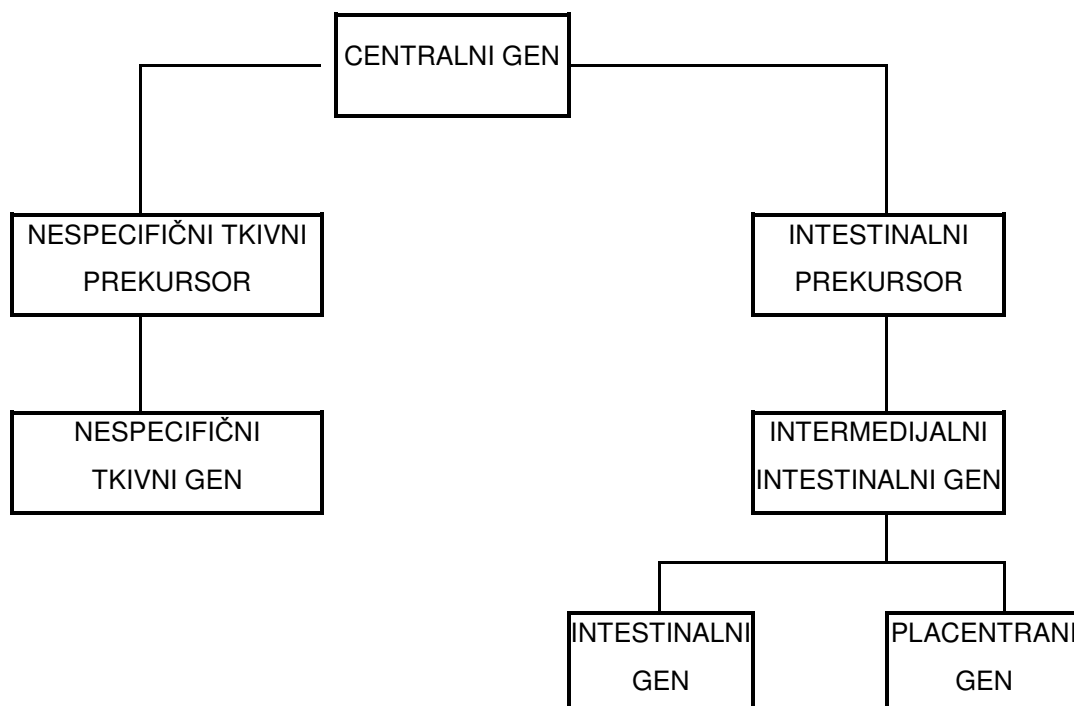 CENTRALNI GEN
NESPECIFIČNI TKIVNI
PREKURSOR
INTESTINALNI
PREKURSOR
NESPECIFIČNI
TKIVNI GEN
INTERMEDIJALNI
INTESTINALNI GEN
INTESTINALNI
GEN
PLACENTRANI
GEN